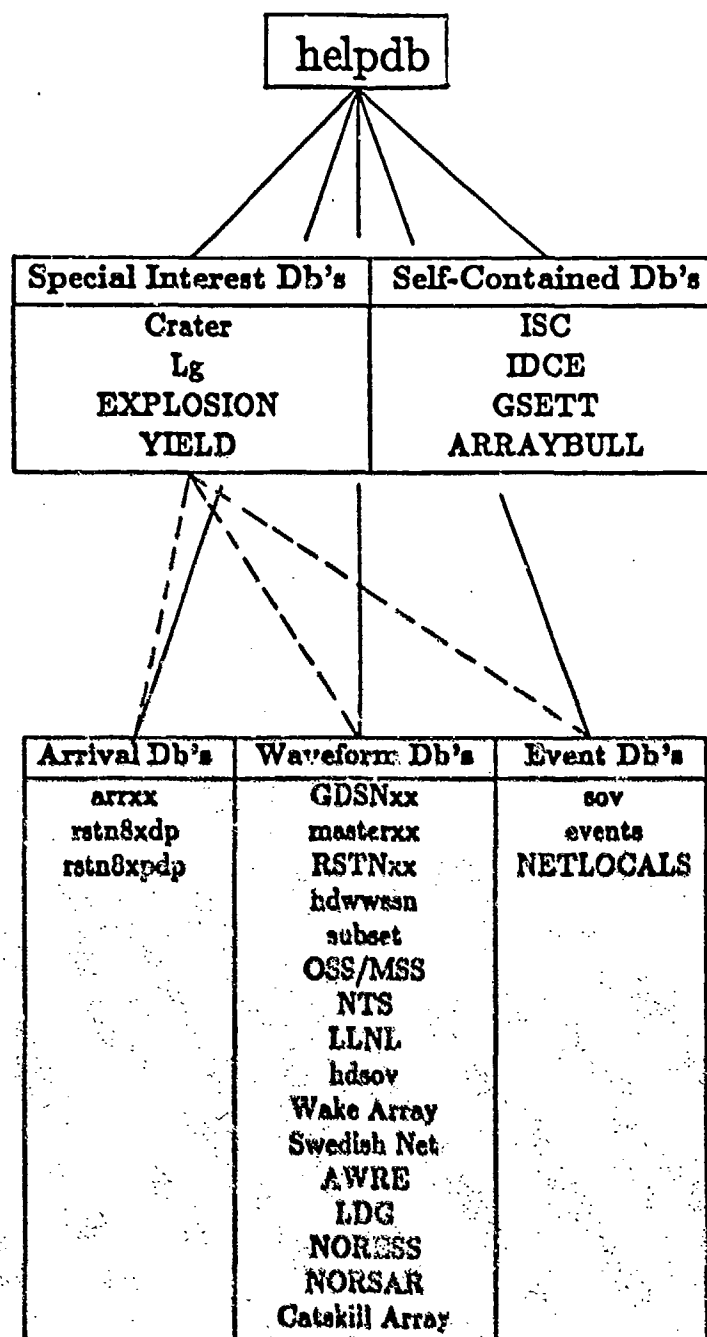 helpdb
Special Interest Db's Self-Contained Db's
Crater ISC
Lg IDCE
EXPLOSION GSETT
YIELD ARRAYBULL
Arrival Db's Waveform Db's Event Db's
arrxx GDSNxx sov
rstn8xdp masterxx events
rstn8xpdp RSTNxx NETLOCALS
hdwwssn
subset
OSS/MSS
NTS
LLNL
hdsov
Wake Array
Swedish Net
AWRE
LDG
NORESS
NORSAR
Catskill Array